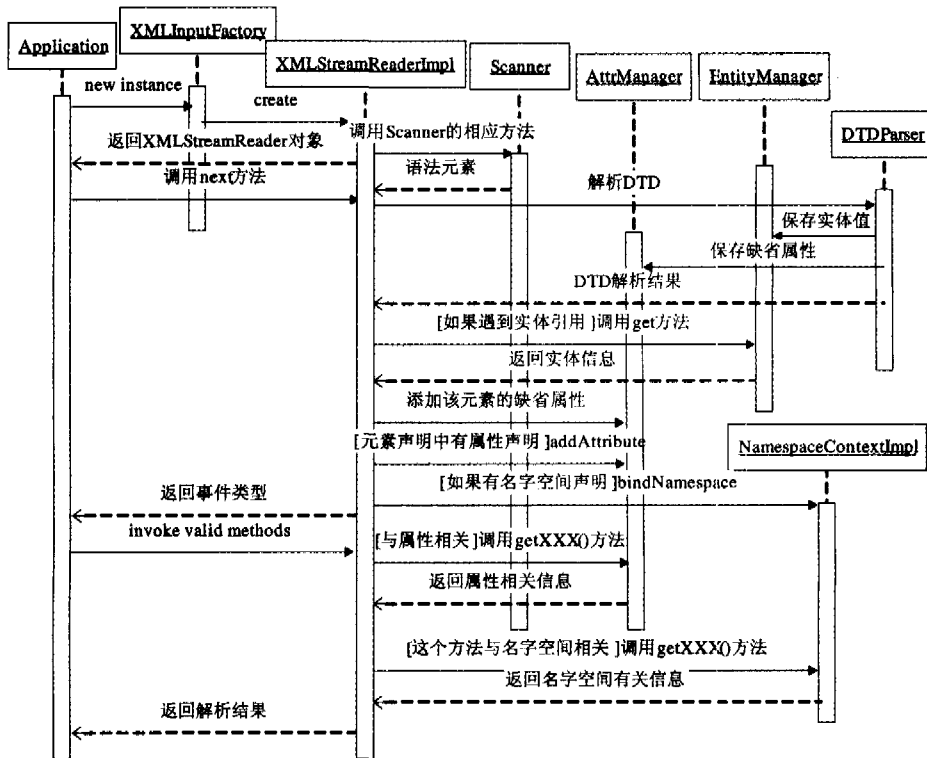 XMLInputFactory
Application
XMLStreamReaderImpl
Scanner
AttrManager
EntityManager
DTDParser
new instance
create
调用Scanner的相应方法
返回XMLStreamReader对象
语法元素
调用next方法
解析DTD
保存实体值
保存缺省属性
DTD解析结果
[如果遇到实体引用 ]调用get方法
返回实体信息
添加该元素的缺省属性
[元素声明中有属性声明 ]addAttribute
NamespaceContextImpl
[如果有名字空间声明 ]bindNamespace
返回事件类型
invoke valid methods
[与属性相关 ]调用getXXX()方法
返回属性相关信息
[这个方法与名字空间相关 ]调用getXXX()方法
返回名字空间有关信息
返回解析结果